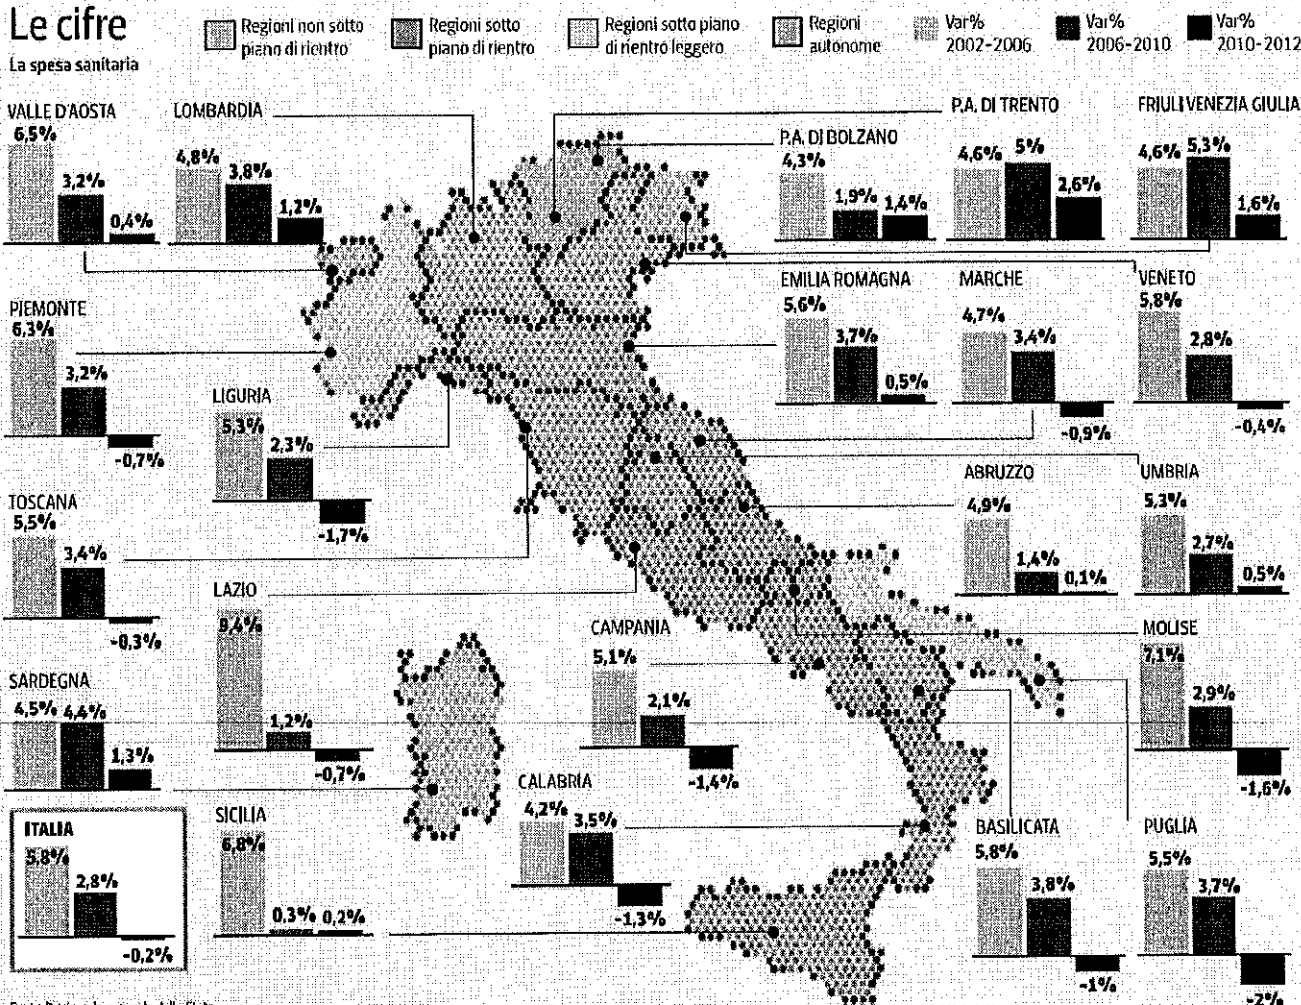 Le cifre
La spesa sanitaria
Regioni non sotto
piano di rientro
Regioni sotto
piano di rientro
Regioni sotto piano
di rientro leggero
Regioni
autonome
Var%
2002-2006
Var%
2006-2010
Var%
2010-2012
VALLE D'AOSTA
6,5%
3,2%
0,4%
LOMBARDIA
4,8%
3,8%
1,2%
P.A. DI BOLZANO
4,3%
1,9%
1,4%
P.A. DI TRENTO
4,6%
5%
2,6%
FRIULI VENEZIA GIULIA
4,6%
5,3%
1,6%
PIEMONTE
6,3%
3,2%
-0,7%
LIGURIA
5,3%
2,3%
-1,7%
EMILIA ROMAGNA
5,6%
3,7%
0,5%
MARCHE
4,7%
3,4%
-0,9%
VENETO
5,8%
2,8%
-0,4%
TOSCANA
5,5%
3,4%
-0,3%
LAZIO
9,4%
1,2%
-0,7%
ABRUZZO
4,9%
1,4%
0,1%
UMBRIA
5,3%
2,7%
0,5%
SARDEGNA
4,5%
4,4%
1,3%
CAMPANIA
5,1%
2,1%
-1,4%
MOLISE
7,1%
2,9%
-1,6%
ITALIA
5,8%
2,8%
-0,2%
SICILIA
6,8%
0,3%
0,2%
CALABRIA
4,2%
3,5%
-1,3%
BASILICATA
5,8%
3,8%
-1%
PUGLIA
5,5%
3,7%
-2%